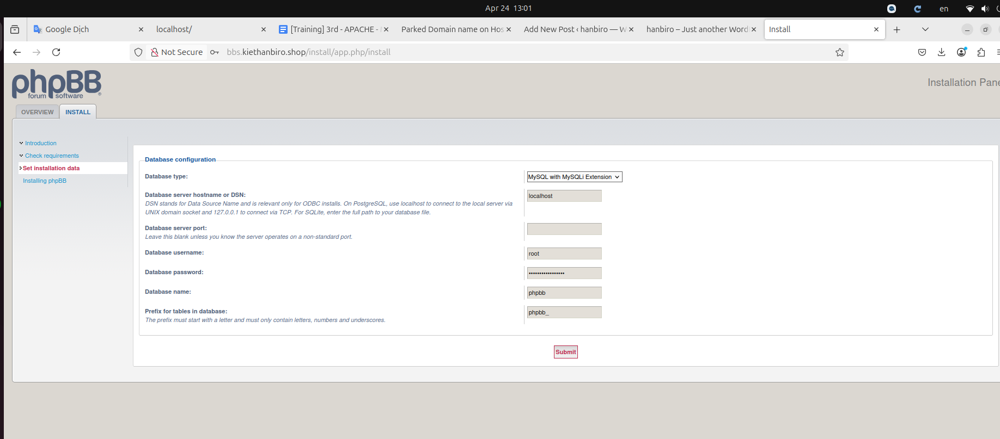 Apr 24 13:01
en
Google Dịch
localhost/
[Training] 3rd - APACHE -
Parked Domain name on Hos
Add New Post ‹ hanbiro — W
hanbiro – Just another Word
Install
Not Secure
bbs.kiethanbiro.shop/install/app.php/install
phpBB
forum software
®
Installation Pane
OVERVIEW
INSTALL
Introduction
Check requirements
Set installation data
Installing phpBB
Database configuration
Database type:
MySQL with MySQLi Extension
Database server hostname or DSN:
localhost
DSN stands for Data Source Name and is relevant only for ODBC installs. On PostgreSQL, use localhost to connect to the local server via
UNIX domain socket and 127.0.0.1 to connect via TCP. For SQLite, enter the full path to your database file.
Database server port:
Leave this blank unless you know the server operates on a non-standard port.
Database username:
root
Database password:
•••••••••••••••••
Database name:
phpbb
Prefix for tables in database:
phpbb_
The prefix must start with a letter and must only contain letters, numbers and underscores.
Submit